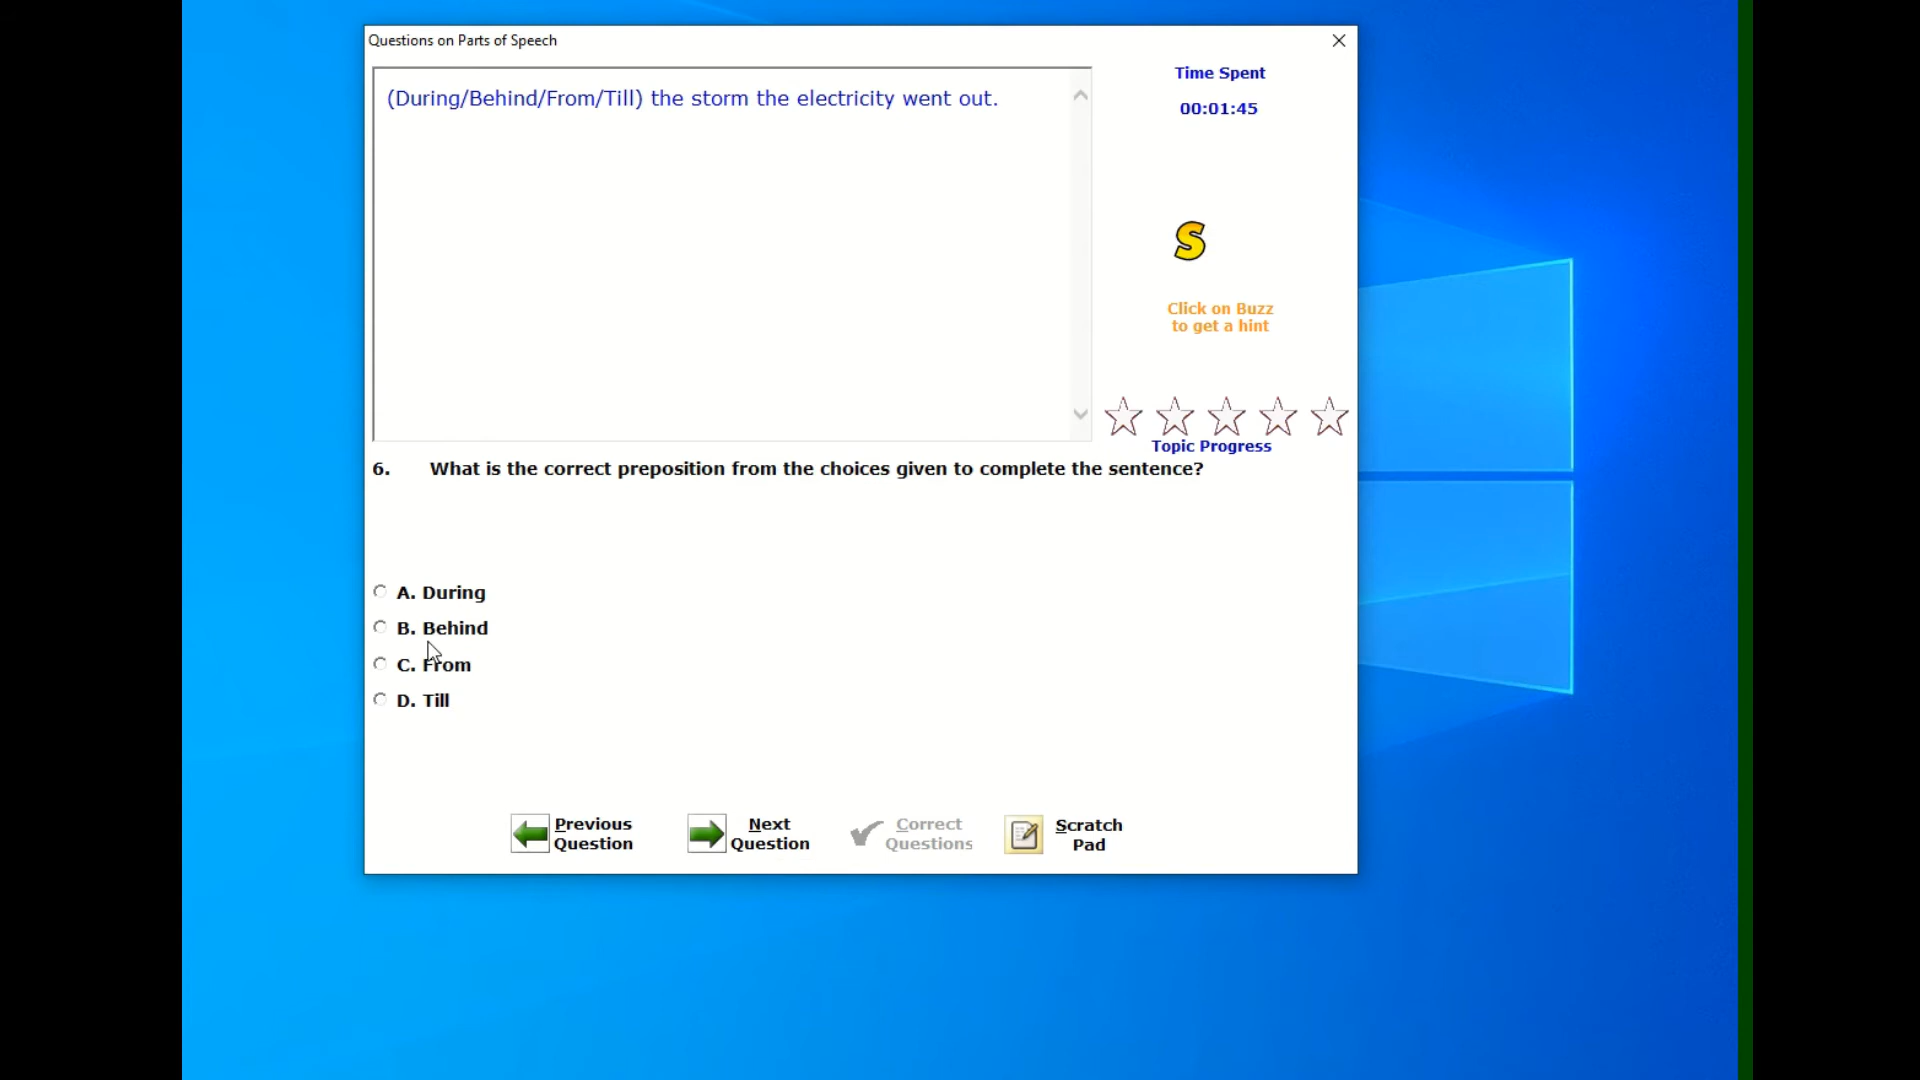 Questions on Parts of Speech
(During/Behind/From/Till) the storm the electricity went out.
Time Spent
00:01:45
S
Click on Buzz
to get a hint
Topic Progress
6. What is the correct preposition from the choices given to complete the sentence?
A. During
B. Behind
C. From
D. Till
Previous
Question
Next
Question
Correct
Questions
Scratch
Pad